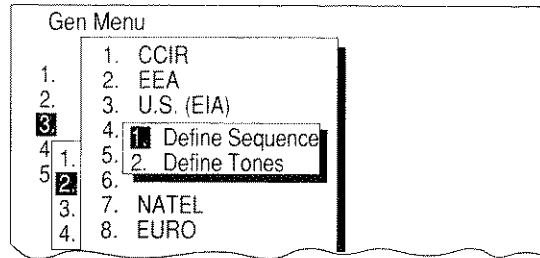 Gen Menu
1. CCIR
1. 2. EEA
2. 3. U.S. (EIA)
3. 4. 1. Define Sequence
4 1. 5. 2. Define Tones
5 2. 6.
3. 7. NATEL
4. 8. EURO